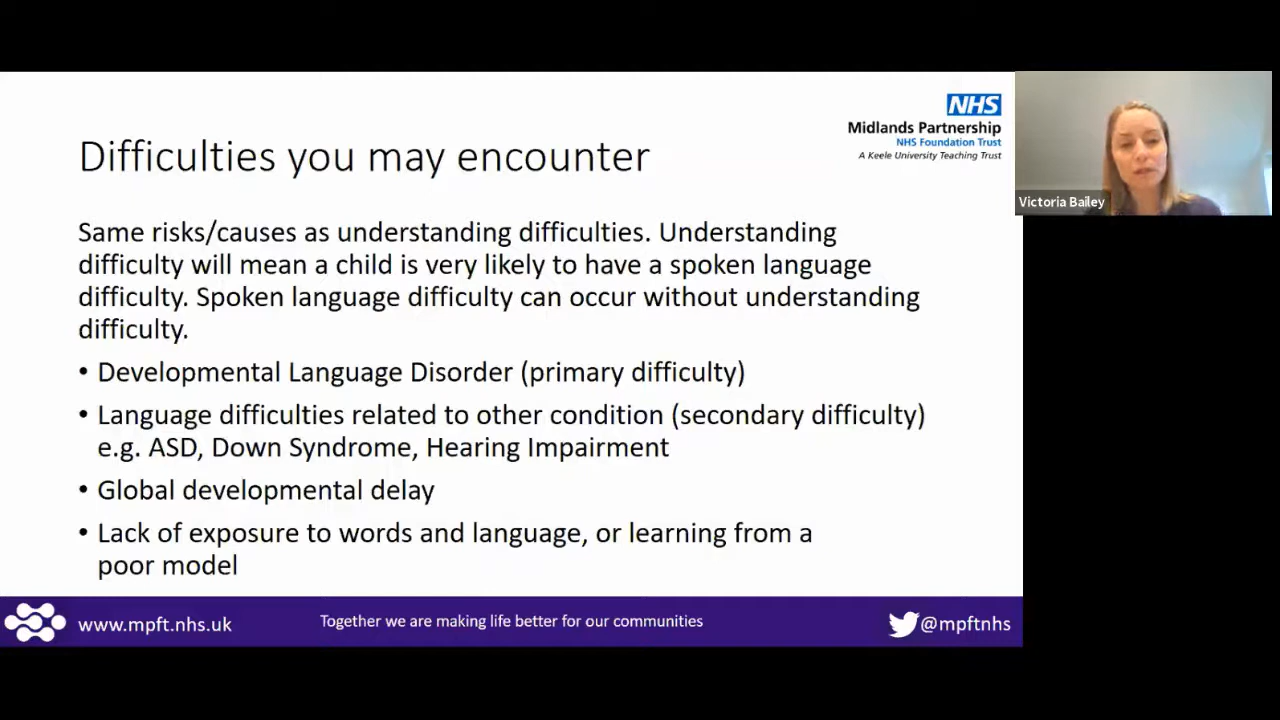 NHS
Midlands Partnership
NHS Foundation Trust
A Keele University Teaching Trust
Difficulties you may encounter
Victoria Bailey
Same risks/causes as understanding difficulties. Understanding
difficulty will mean a child is very likely to have a spoken language
difficulty. Spoken language difficulty can occur without understanding
difficulty.
• Developmental Language Disorder (primary difficulty)
• Language difficulties related to other condition (secondary difficulty)
e.g. ASD, Down Syndrome, Hearing Impairment
• Global developmental delay
• Lack of exposure to words and language, or learning from a
poor model
www.mpft.nhs.uk
Together we are making life better for our communities
@mpftnhs